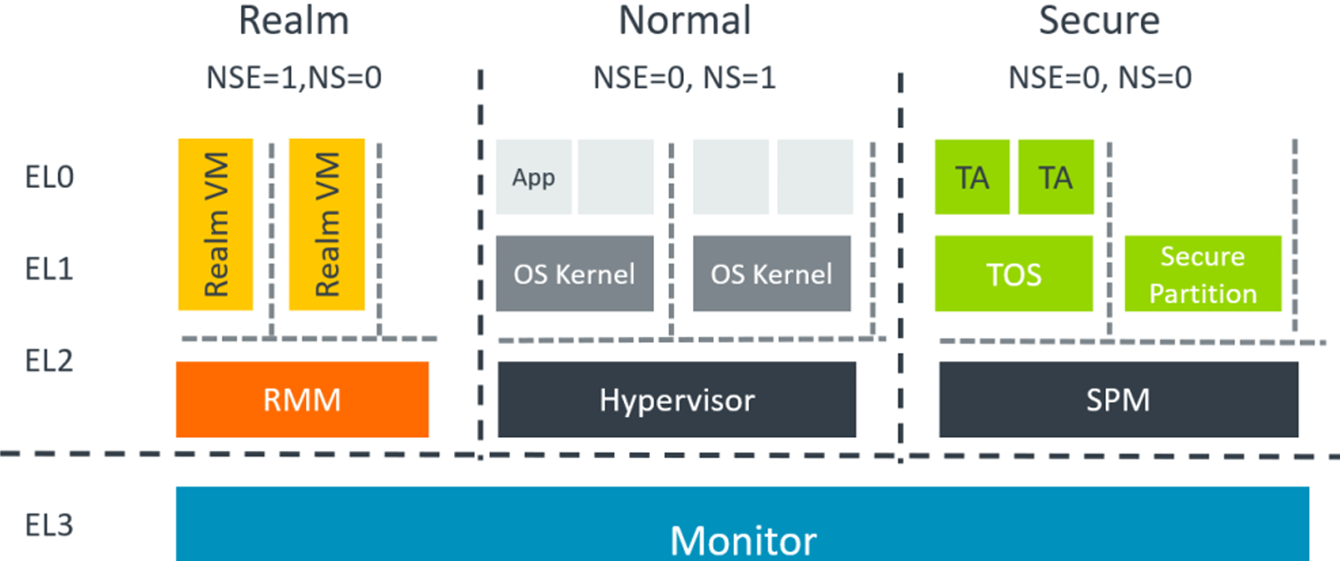 Realm Normal Secure
NSE=1,NS=0 NSE=0, NS=1 NSE=0, NS=0
EL0 Realm VM Realm VM App TA TA
EL1 OS Kernel OS Kernel TOS Secure Partition
EL2 RMM Hypervisor SPM
EL3 Monitor